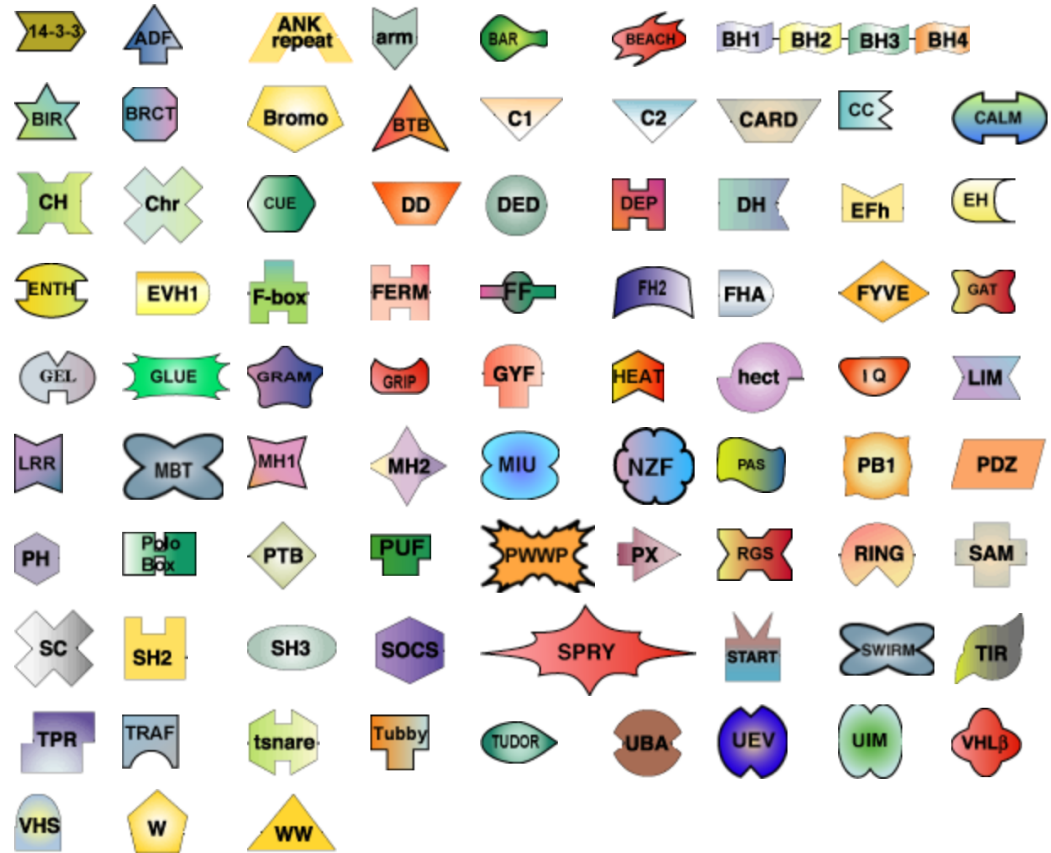 14-3-3 ADF ANK repeat arm BAR BEACH BH1 BH2 BH3 BH4
BIR BRCT Bromo BTB C1 C2 CARD CC CALM
CH Chr CUE DD DED DEP DH EFh EH
ENTH EVH1 F-box FERM FF FH2 FHA FYVE GAT
GEL GLUE GRAM GRIP GYF HEAT hect I Q LIM
LRR MBT MH1 MH2 MIU NZF PAS PB1 PDZ
PH Polo Box PTB PUF PWWP PX RGS RING SAM
SC SH2 SH3 SOCS SPRY START SWIRM TIR
TPR TRAF tsnare Tubby TUDOR UBA UEV UIM VHLβ
VHS W WW